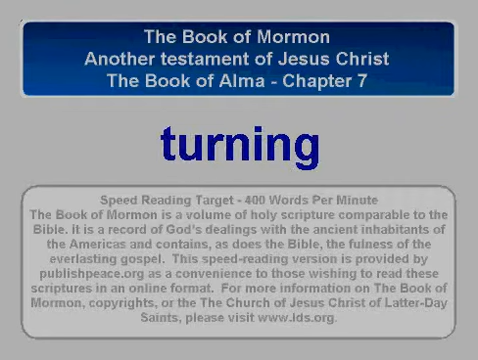 The Book of Mormon
Another testament of Jesus Christ
The Book of Alma - Chapter 7
turning
Speed Reading Target - 400 Words Per Minute
The Book of Mormon is a volume of holy scripture comparable to the
Bible. it is a record of God's dealings with the ancient inhabitants of
the Americas and contains, as does the Bible, the fulness of the
everlasting gospel.  This speed-reading version is provided by
publishpeace.org as a convenience to those wishing to read these
scriptures in an online format.  For more information on The Book of
Mormon, copyrights, or the The Church of Jesus Christ of Latter-Day
Saints, please visit www.lds.org.